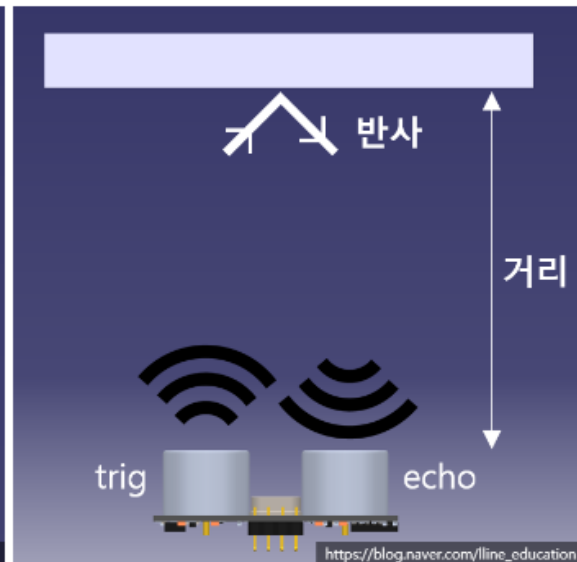 반사
거리
trig
echo
https://blog.naver.com/lline_education